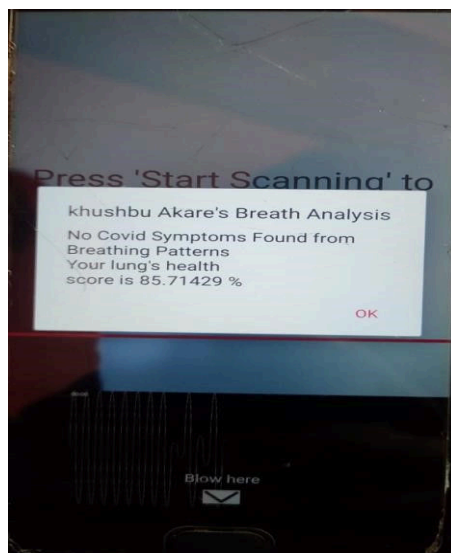 Press 'Start Scanning' to
khushbu Akare's Breath Analysis
No Covid Symptoms Found from
Breathing Patterns
Your lung's health
score is 85.71429 %
OK
Blow here